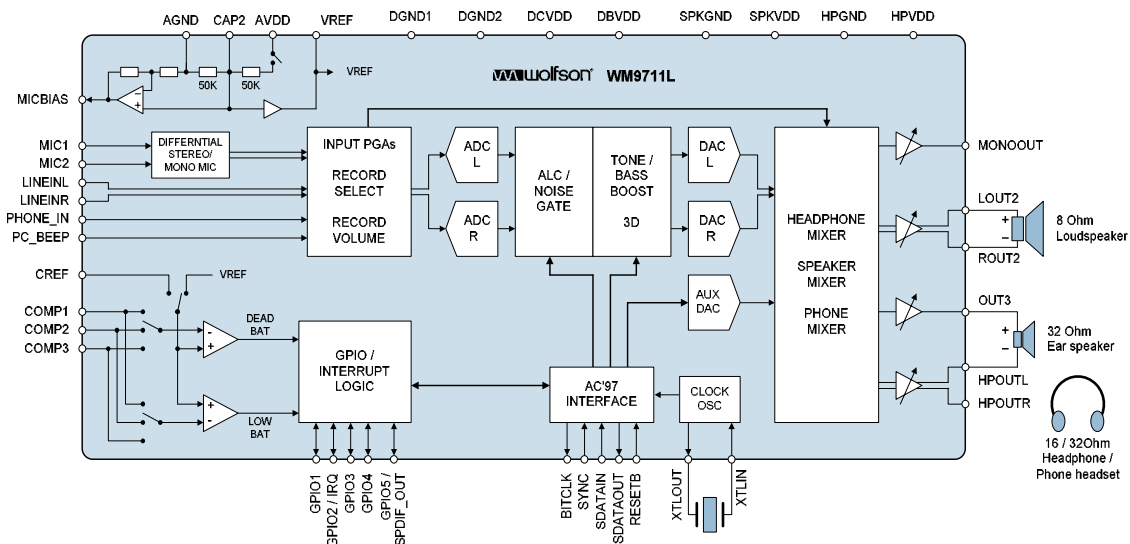 AGND CAP2 AVDD VREF DGND1 DGND2 DCVDD DBVDD SPKGND SPKVDD HPGND HPVDD
VREF
50K 50K
wolfson® WM9711L
MICBIAS
MIC1
MIC2
LINEINL
LINEINR
PHONE_IN
PC_BEEP
DIFFERNTIAL
STEREO/
MONO MIC
INPUT PGAs
RECORD
SELECT
RECORD
VOLUME
ADC
L
ADC
R
ALC /
NOISE
GATE
TONE /
BASS
BOOST
3D
DAC
L
DAC
R
AUX
DAC
HEADPHONE
MIXER
SPEAKER
MIXER
PHONE
MIXER
MONOOUT
LOUT2
+
−
ROUT2
8 Ohm
Loudspeaker
OUT3
+
−
32 Ohm
Ear speaker
HPOUTL
HPOUTR
16 / 32Ohm
Headphone /
Phone headset
CREF
VREF
COMP1
COMP2
COMP3
-
+
DEAD
BAT
+
-
LOW
BAT
GPIO /
INTERRUPT
LOGIC
AC'97
INTERFACE
CLOCK
OSC
GPIO1
GPIO2 / IRQ
GPIO3
GPIO4
GPIO5 /
SPDIF_OUT
BITCLK
SYNC
SDATAIN
SDATAOUT
RESETB
XTLOUT
XTLIN
−
+